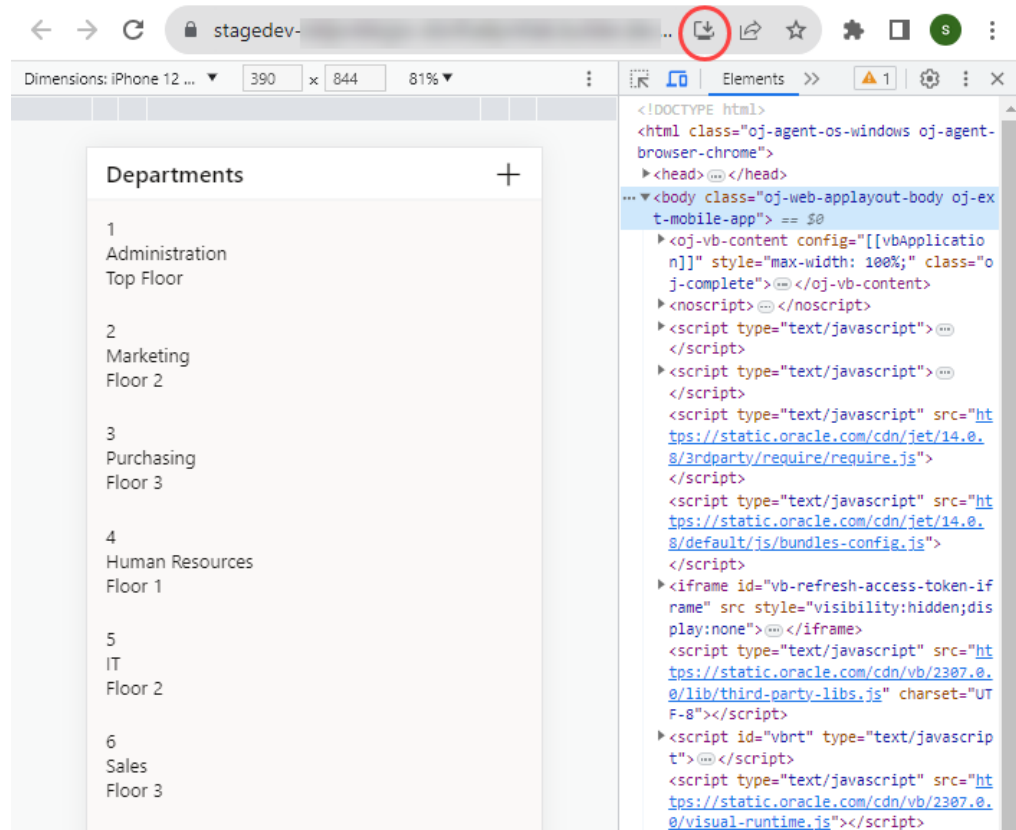 stagedev-
...
S
Dimensions: iPhone 12 ... ▼ 390 x 844 81% ▼
Elements >> 1
Departments
1
Administration
Top Floor
2
Marketing
Floor 2
3
Purchasing
Floor 3
4
Human Resources
Floor 1
5
IT
Floor 2
6
Sales
Floor 3
<!DOCTYPE html>
<html class="oj-agent-os-windows oj-agent-
browser-chrome">
▶<head>…</head>
…▼<body class="oj-web-applayout-body oj-ex
t-mobile-app"> == $0
▶<oj-vb-content config="[[vbApplicatio
n]]" style="max-width: 100%;" class="o
j-complete">…</oj-vb-content>
▶<noscript>…</noscript>
▶<script type="text/javascript">…
</script>
▶<script type="text/javascript">…
</script>
<script type="text/javascript" src="ht
tps://static.oracle.com/cdn/jet/14.0.
8/3rdparty/require/require.js">
</script>
<script type="text/javascript" src="ht
tps://static.oracle.com/cdn/jet/14.0.
8/default/js/bundles-config.js">
</script>
▶<iframe id="vb-refresh-access-token-if
rame" src style="visibility:hidden;dis
play:none">…</iframe>
<script type="text/javascript" src="ht
tps://static.oracle.com/cdn/vb/2307.0.
0/lib/third-party-libs.js" charset="UT
F-8"></script>
▶<script id="vbrt" type="text/javascrip
t">…</script>
<script type="text/javascript" src="ht
tps://static.oracle.com/cdn/vb/2307.0.
0/visual-runtime.js"></script>